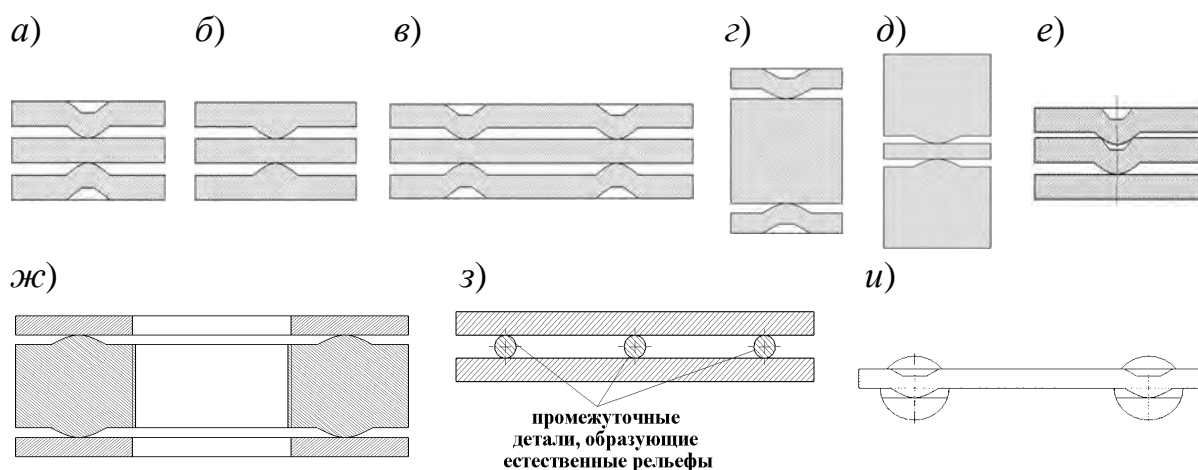 а) б) в) г) д) е)
ж) з) и)
промежуточные
детали, образующие
естественные рельефы